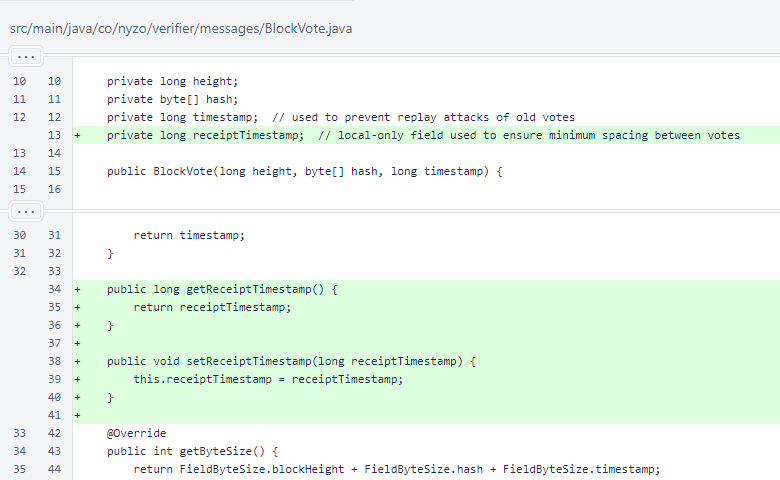 src/main/java/co/nyzo/verifier/messages/BlockVote.java
...
10 10 private long height;
11 11 private byte[] hash;
12 12 private long timestamp;  // used to prevent replay attacks of old votes
13 + private long receiptTimestamp;  // local-only field used to ensure minimum spacing between votes
13 14
14 15 public BlockVote(long height, byte[] hash, long timestamp) {
15 16
...
30 31 return timestamp;
31 32 }
32 33
34 + public long getReceiptTimestamp() {
35 + return receiptTimestamp;
36 + }
37 +
38 + public void setReceiptTimestamp(long receiptTimestamp) {
39 + this.receiptTimestamp = receiptTimestamp;
40 + }
41 +
33 42 @Override
34 43 public int getByteSize() {
35 44 return FieldByteSize.blockHeight + FieldByteSize.hash + FieldByteSize.timestamp;